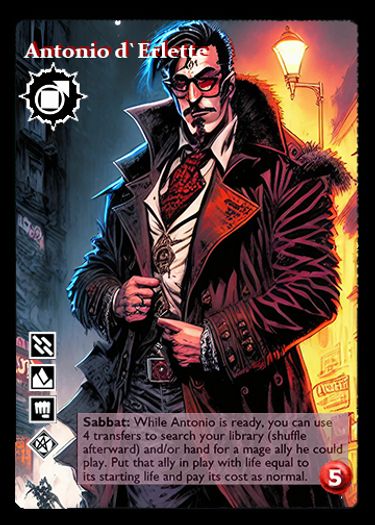 Antonio d`Erlette
Sabbat: While Antonio is ready, you can use
4 transfers to search your library (shuffle
afterward) and/or hand for a mage ally he could
play. Put that ally in play with life equal to
its starting life and pay its cost as normal.
5